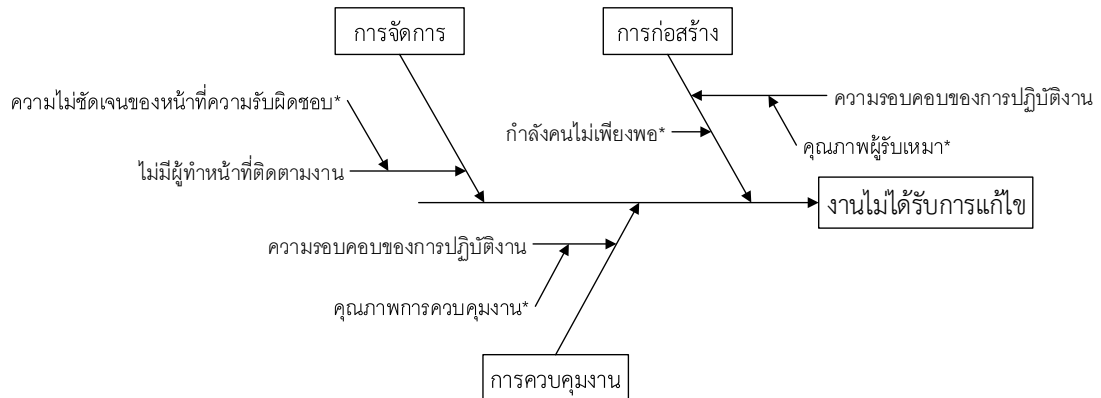 การจัดการ
การก่อสร้าง
ความไม่ชัดเจนของหน้าที่ความรับผิดชอบ*
ความรอบคอบของการปฏิบัติงาน
กำลังคนไม่เพียงพอ*
คุณภาพผู้รับเหมา*
ไม่มีผู้ทำหน้าที่ติดตามงาน
งานไม่ได้รับการแก้ไข
ความรอบคอบของการปฏิบัติงาน
คุณภาพการควบคุมงาน*
การควบคุมงาน